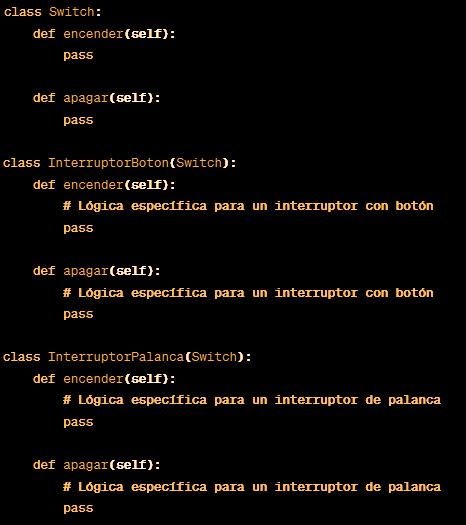 class Switch:
    def encender(self):
        pass

    def apagar(self):
        pass

class InterruptorBoton(Switch):
    def encender(self):
        # Lógica específica para un interruptor con botón
        pass

    def apagar(self):
        # Lógica específica para un interruptor con botón
        pass

class InterruptorPalanca(Switch):
    def encender(self):
        # Lógica específica para un interruptor de palanca
        pass

    def apagar(self):
        # Lógica específica para un interruptor de palanca
        pass